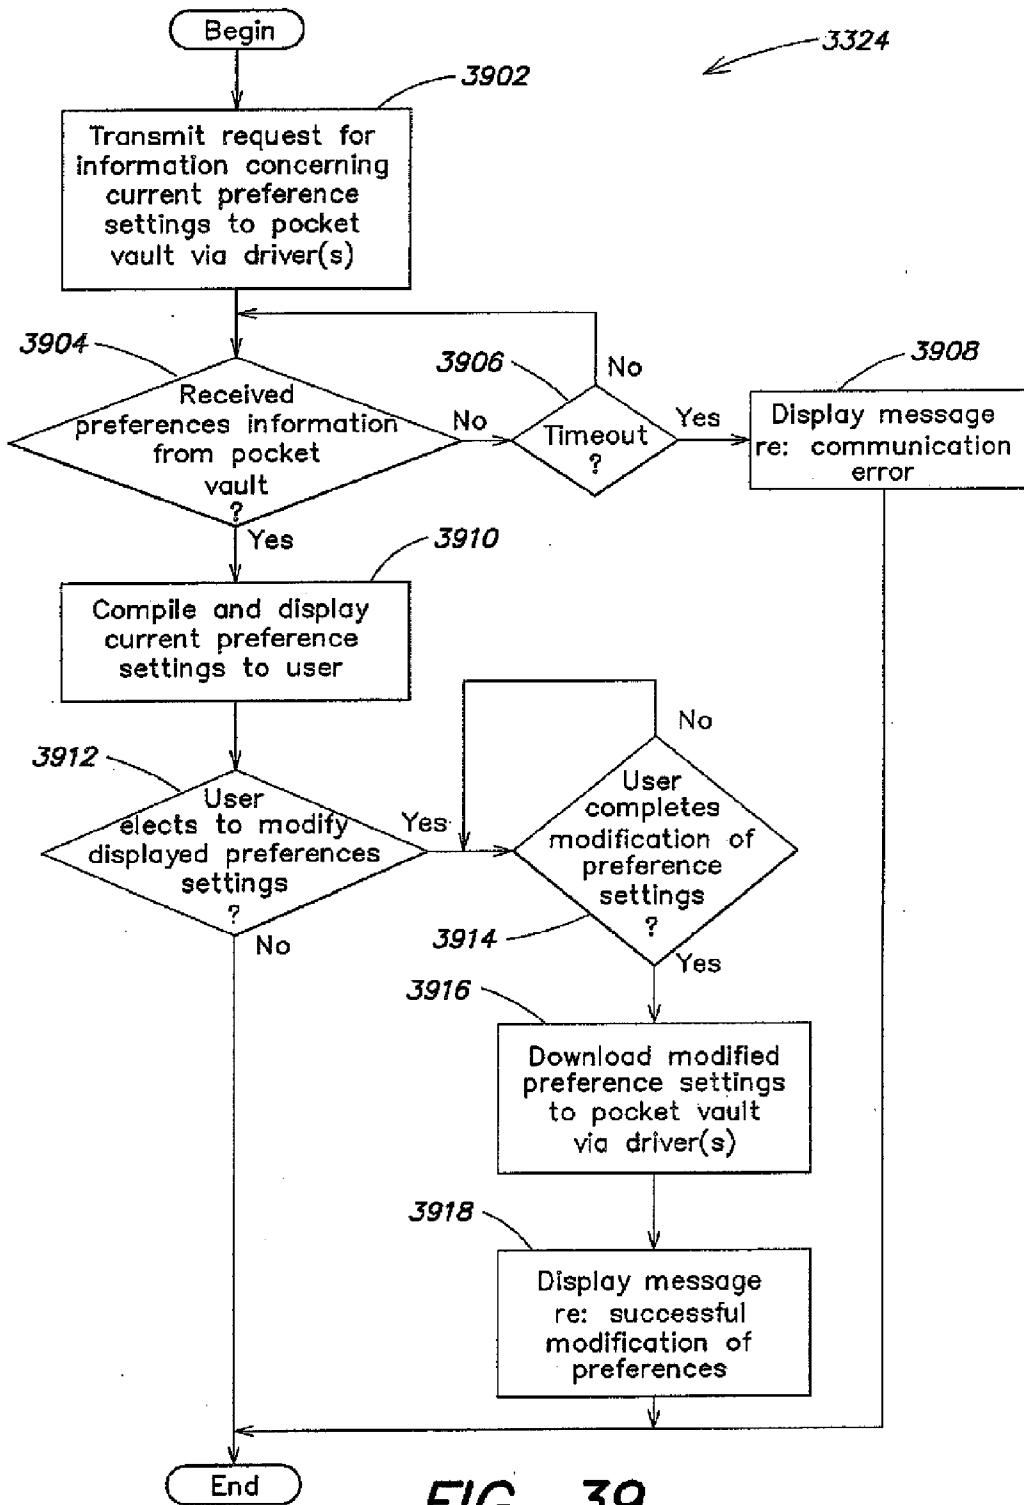 Begin
3324
3902
Transmit request for
information concerning
current preference
settings to pocket
vault via driver(s)
3904
Received
preferences information
from pocket
vault
?
No
Yes
3906
Timeout
?
No
Yes
3908
Display message
re: communication
error
3910
Compile and display
current preference
settings to user
3912
User
elects to modify
displayed preferences
settings
?
Yes
No
User
completes
modification of
preference
settings
?
3914
No
Yes
3916
Download modified
preference settings
to pocket vault
via driver(s)
3918
Display message
re: successful
modification of
preferences
End
FIG. 39